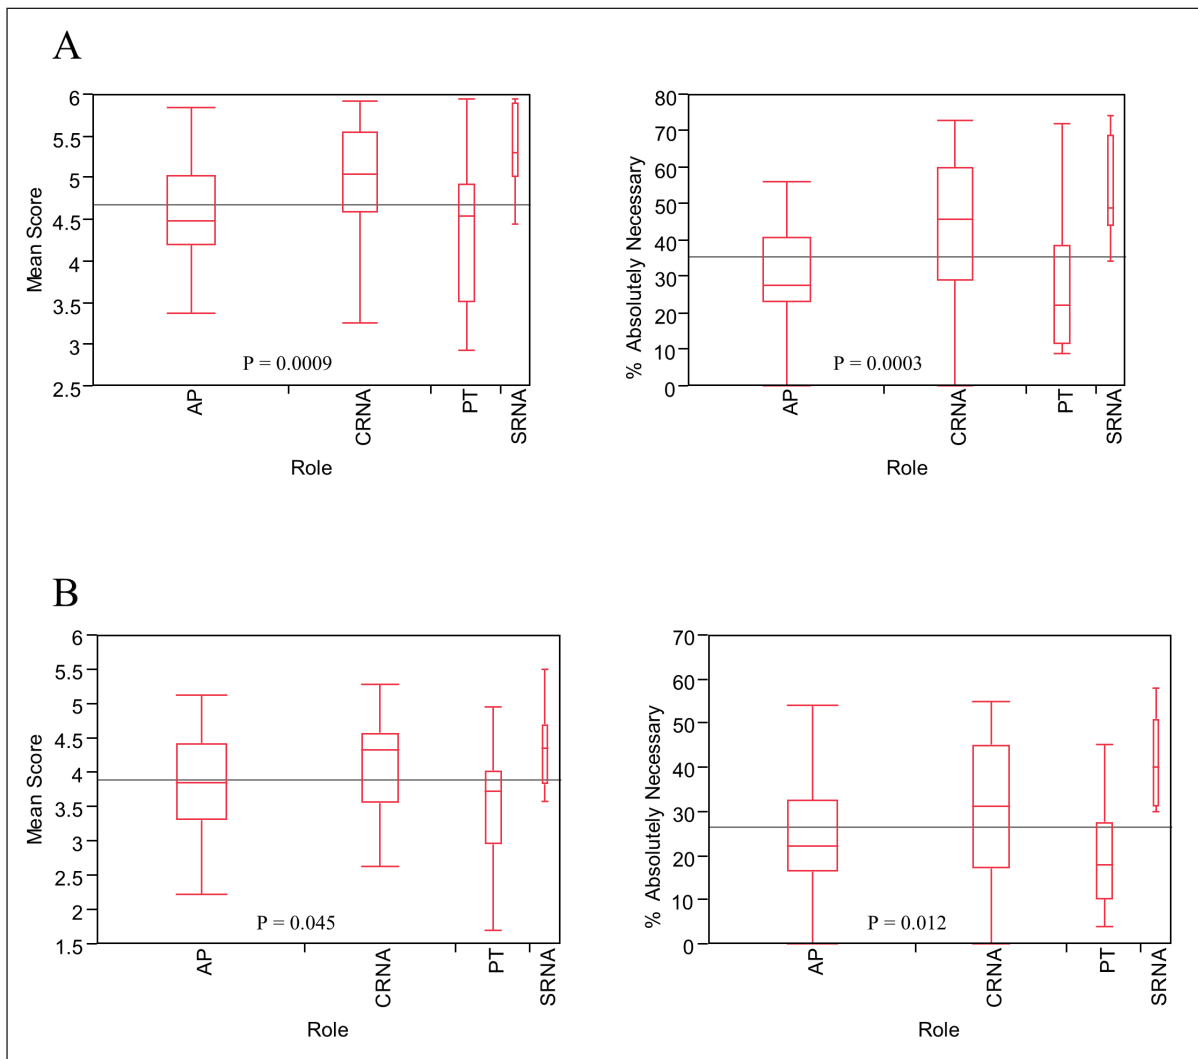 A
Mean Score
6
5.5
5
4.5
4
3.5
3
2.5
P = 0.0009
AP
CRNA
PT
SRNA
Role
% Absolutely Necessary
80
70
60
50
40
30
20
10
0
P = 0.0003
AP
CRNA
PT
SRNA
Role
B
Mean Score
6
5.5
5
4.5
4
3.5
3
2.5
2
1.5
P = 0.045
AP
CRNA
PT
SRNA
Role
% Absolutely Necessary
70
60
50
40
30
20
10
0
P = 0.012
AP
CRNA
PT
SRNA
Role